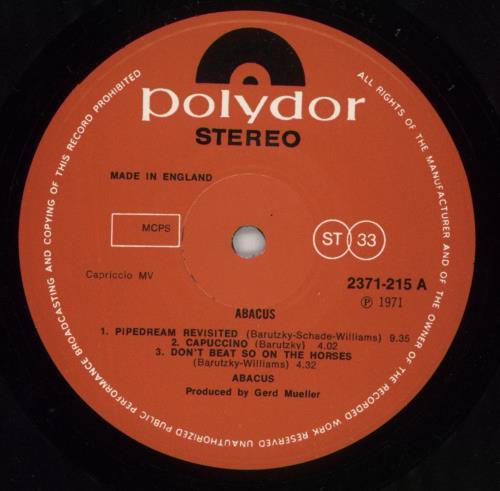 polydor
STEREO
MADE IN ENGLAND
MCPS
ST 33
Capriccio MV
2371-215 A
Ⓟ 1971
ABACUS
1. PIPEDREAM REVISITED (Barutzky-Schade-Williams) 9.35
2. CAPUCCINO (Barutzky) 4.02
3. DON'T BEAT SO ON THE HORSES
(Barutzky-Williams) 4.32
ABACUS
Produced by Gerd Mueller
ALL RIGHTS OF THE MANUFACTURER AND OF THE OWNER OF THE RECORDED WORK RESERVED UNAUTHORIZED PUBLIC PERFORMANCE BROADCASTING AND COPYING OF THIS RECORD PROHIBITED